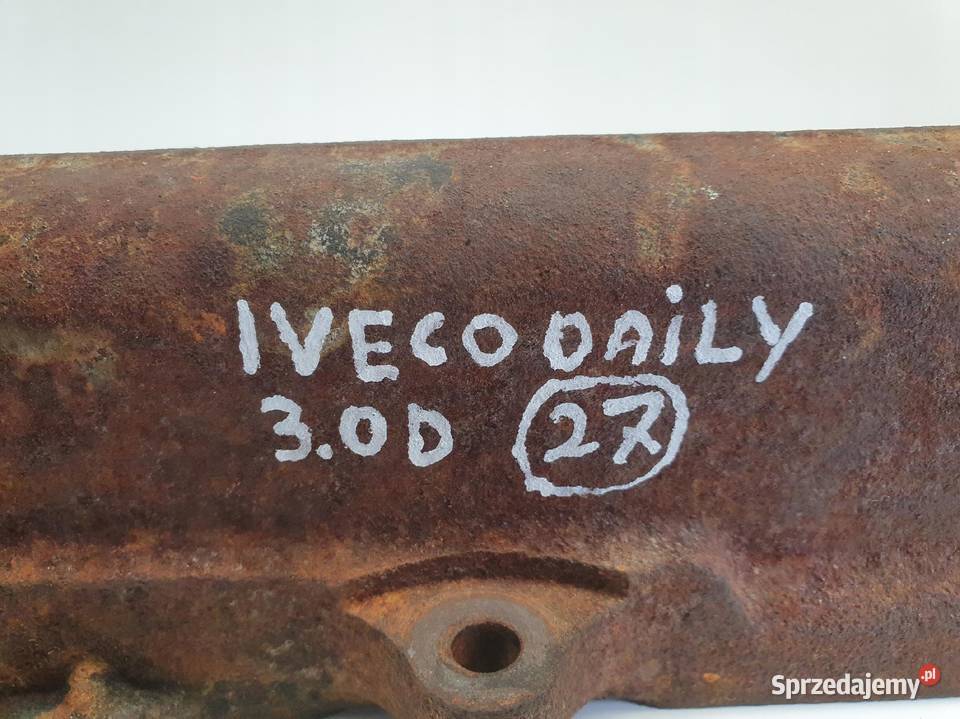 IVECO DAiLY
3.0D 27
Sprzedajemy.pl